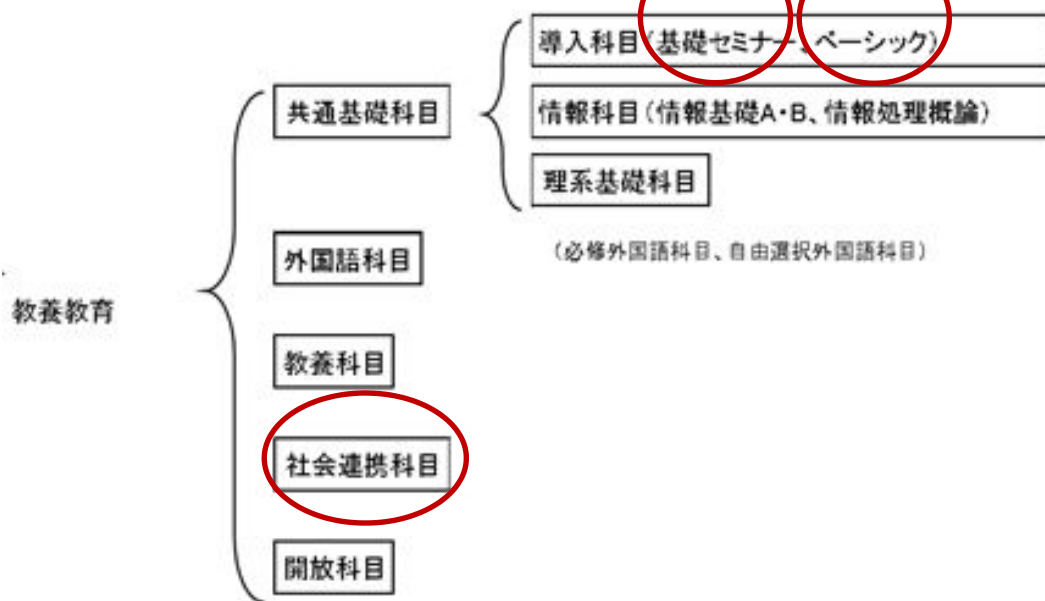 導入科目(基礎セミナー、ベーシック)
共通基礎科目
情報科目(情報基礎A・B、情報処理概論)
理系基礎科目
外国語科目
(必修外国語科目、自由選択外国語科目)
教養教育
教養科目
社会連携科目
開放科目